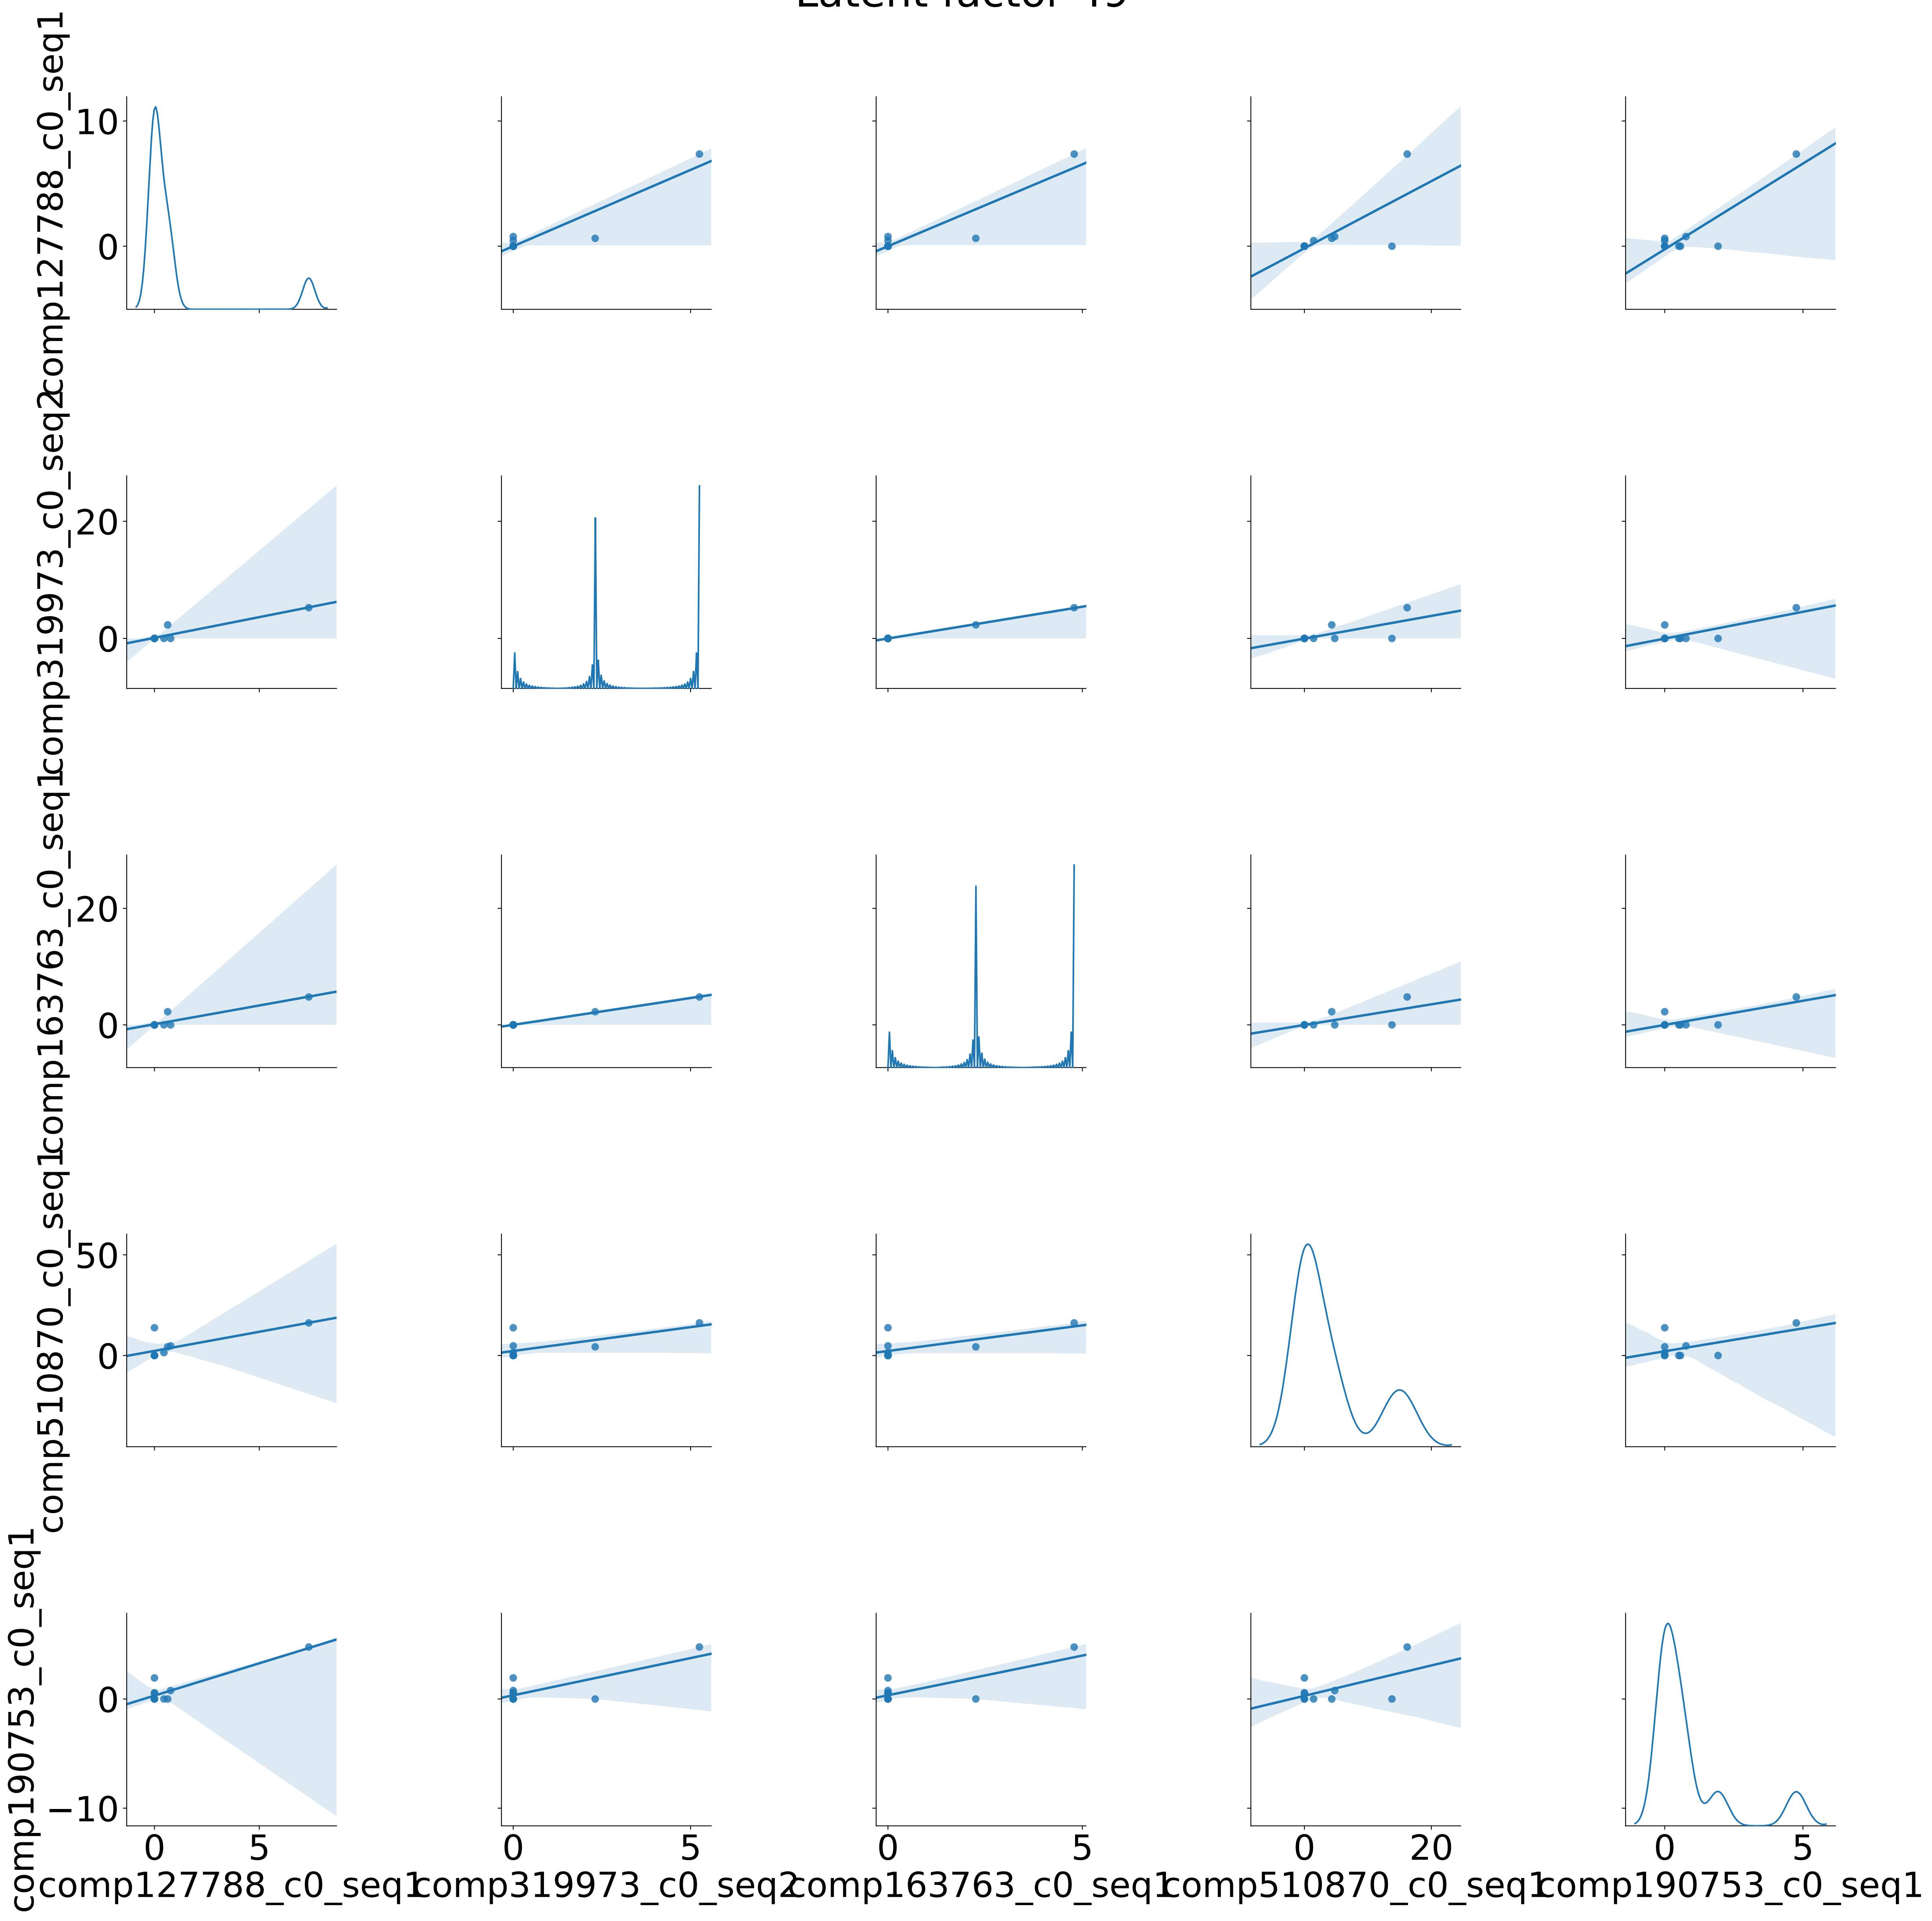 Latent factor
comp127788_c0_seq1
10
0
comp319973_c0_seq2
20
0
comp163763_c0_seq1
20
0
comp510870_c0_seq1
50
0
comp190753_c0_seq1
0
−10
0 5 0 5 0 5 0 20 0 5
comp127788_c0_seq1 comp319973_c0_seq2 comp163763_c0_seq1 comp510870_c0_seq1 comp190753_c0_seq1